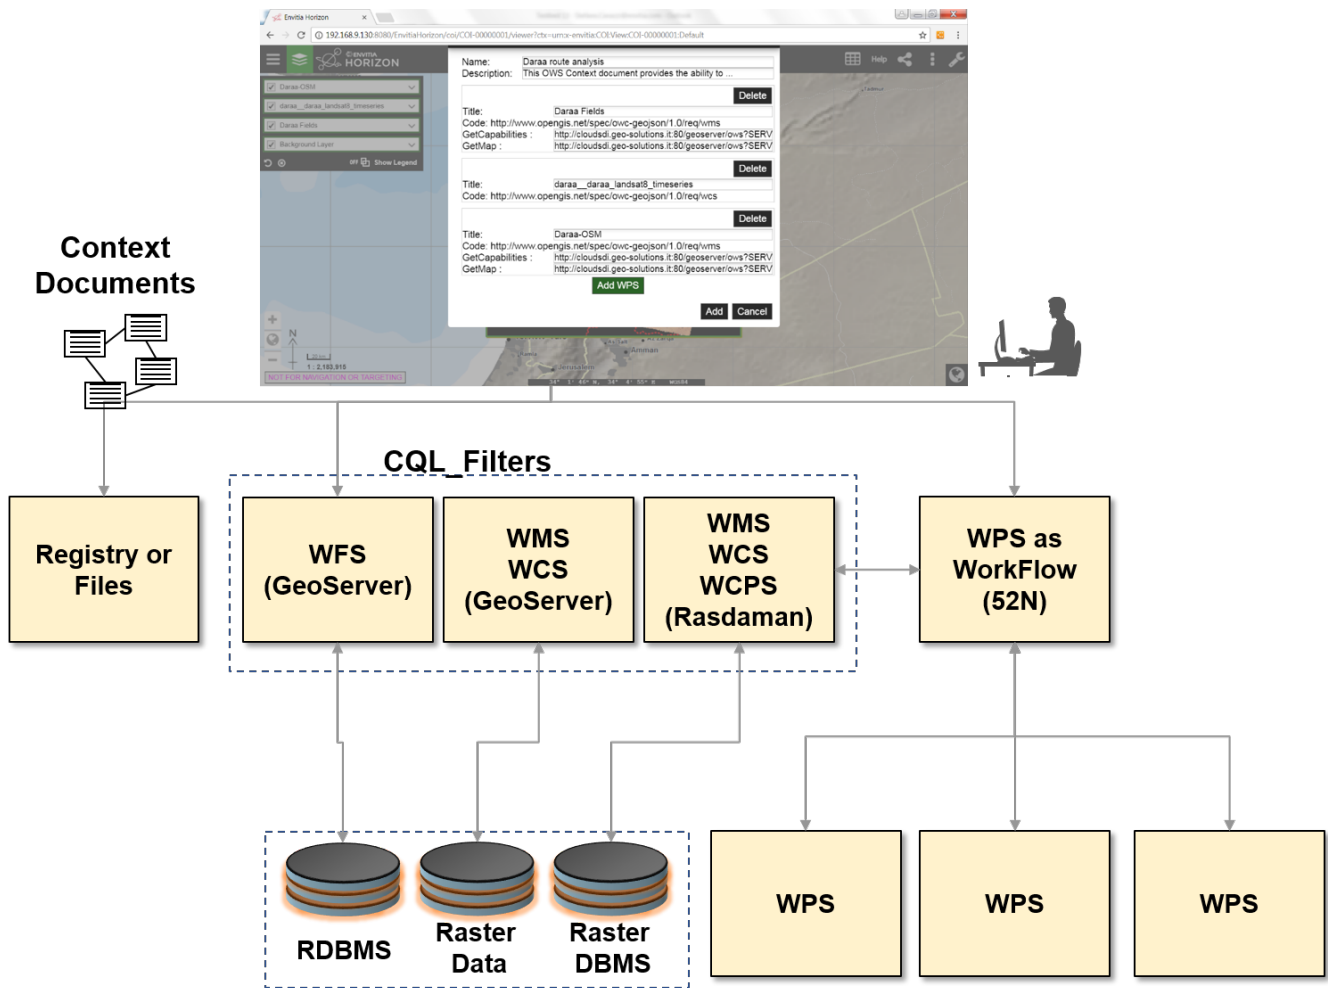 Envitia Horizon
192.168.9.130:8080/EnvitiaHorizon/coi/COI-00000001/viewer?ctx=urn:x-envitia:COI:View:COI-00000001:Default
ENVITIA
HORIZON
Help
Daraa-OSM
daraa__daraa_landsat8_timeseries
Daraa Fields
Background Layer
OFF Show Legend
Name: Daraa route analysis
Description: This OWS Context document provides the ability to ...
Delete
Title: Daraa Fields
Code: http://www.opengis.net/spec/owc-geojson/1.0/req/wms
GetCapabilities : http://cloudsdi.geo-solutions.it:80/geoserver/ows?SERV
GetMap : http://cloudsdi.geo-solutions.it:80/geoserver/ows?SERV
Delete
Title: daraa__daraa_landsat8_timeseries
Code: http://www.opengis.net/spec/owc-geojson/1.0/req/wcs
Delete
Title: Daraa-OSM
Code: http://www.opengis.net/spec/owc-geojson/1.0/req/wms
GetCapabilities : http://cloudsdi.geo-solutions.it:80/geoserver/ows?SERV
GetMap : http://cloudsdi.geo-solutions.it:80/geoserver/ows?SERV
Add WPS
Add Cancel
N
1 : 2,183,915
NOT FOR NAVIGATION OR TARGETING
Amman
Jerusalem
Context
Documents
CQL_Filters
Registry or
Files
WFS
(GeoServer)
WMS
WCS
(GeoServer)
WMS
WCS
WCPS
(Rasdaman)
WPS as
WorkFlow
(52N)
RDBMS
Raster
Data
Raster
DBMS
WPS
WPS
WPS